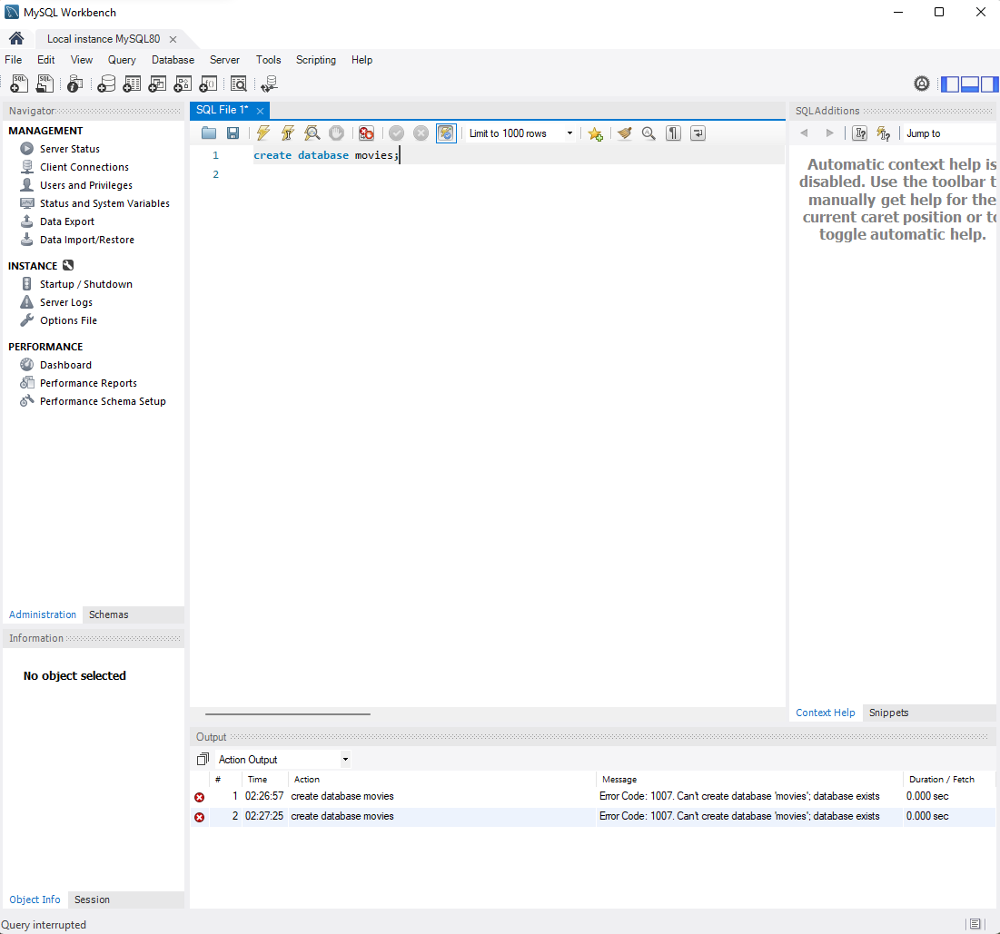 MySQL Workbench
Local instance MySQL80
File Edit View Query Database Server Tools Scripting Help
Navigator
MANAGEMENT
Server Status
Client Connections
Users and Privileges
Status and System Variables
Data Export
Data Import/Restore
INSTANCE
Startup / Shutdown
Server Logs
Options File
PERFORMANCE
Dashboard
Performance Reports
Performance Schema Setup
Administration Schemas
Information
No object selected
Object Info Session
SQL File 1*
Limit to 1000 rows
1 create database movies;
2
SQLAdditions
Jump to
Automatic context help is
disabled. Use the toolbar t
manually get help for the
current caret position or to
toggle automatic help.
Context Help Snippets
Output
Action Output
# Time Action Message Duration / Fetch
1 02:26:57 create database movies Error Code: 1007. Can't create database 'movies'; database exists 0.000 sec
2 02:27:25 create database movies Error Code: 1007. Can't create database 'movies'; database exists 0.000 sec
Query interrupted